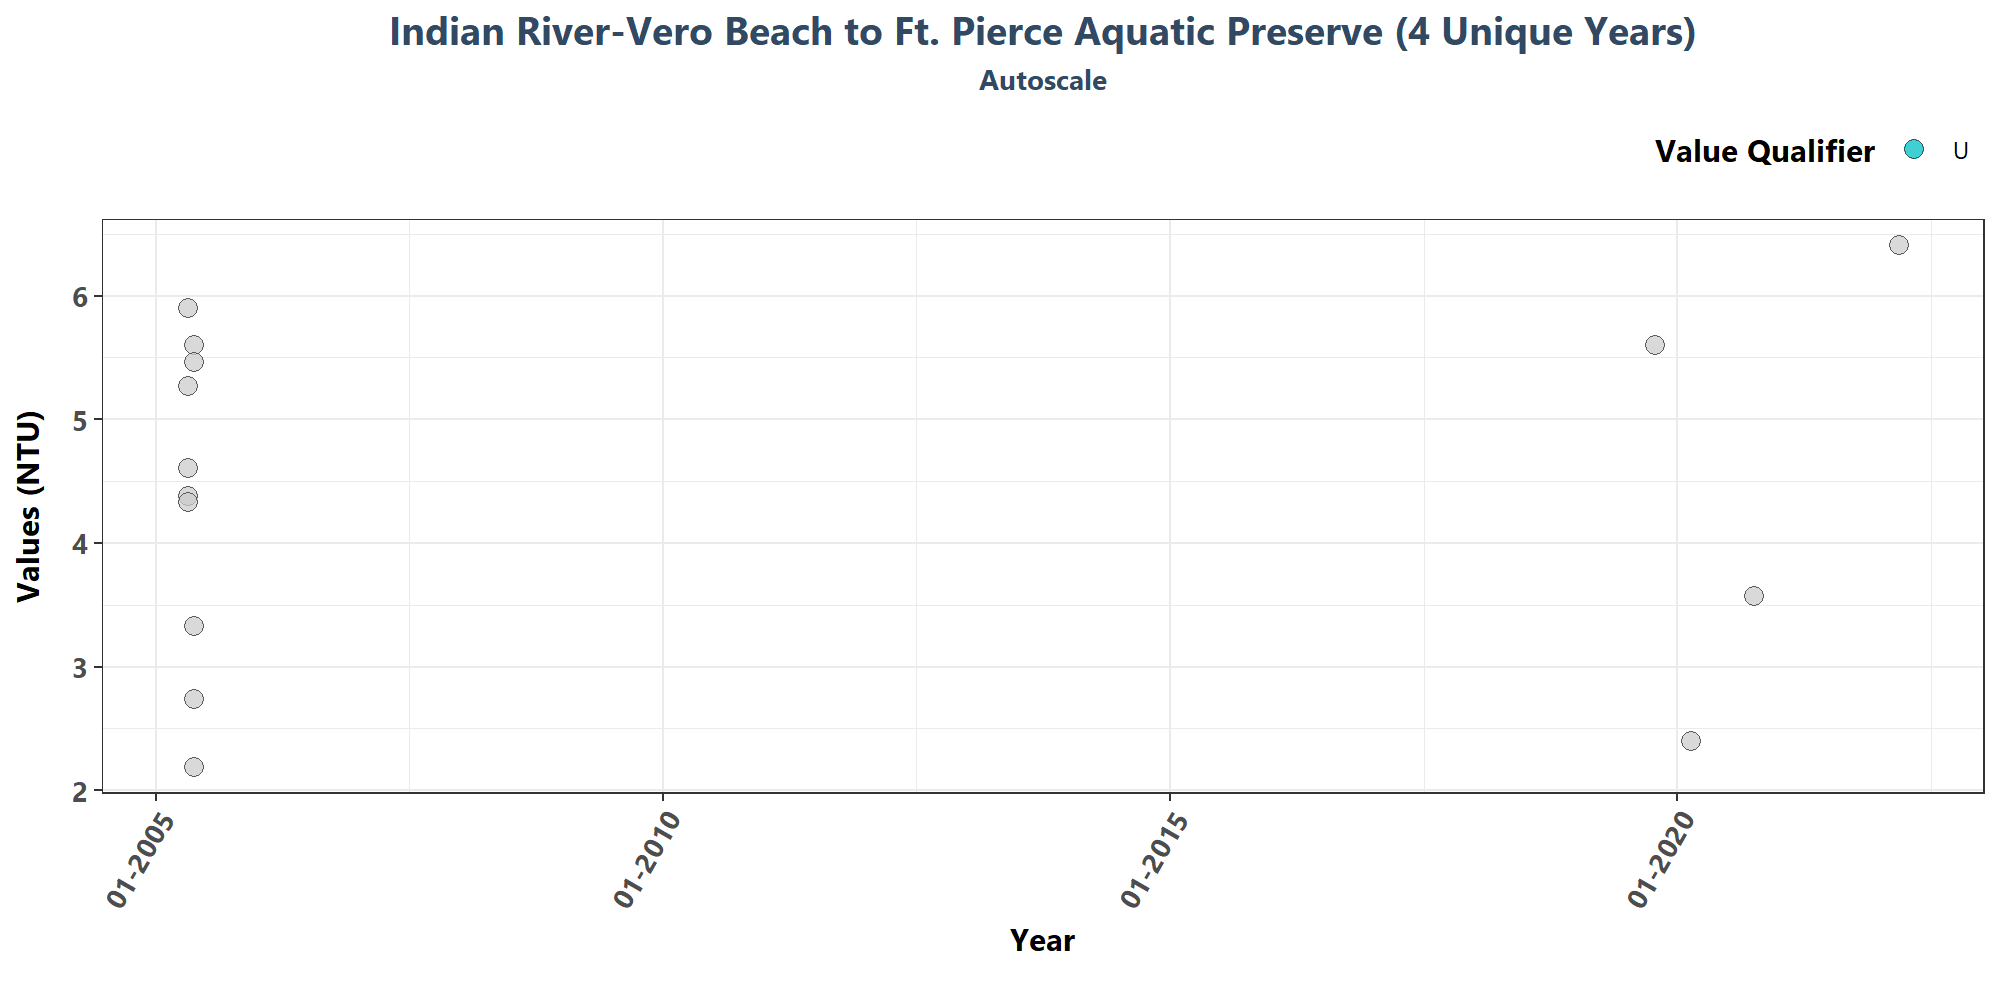 Indian River-Vero Beach to Ft. Pierce Aquatic Preserve (4 Unique Years)
Autoscale
Value Qualifier U
Values (NTU)
6
5
4
3
2
01-2005 01-2010 01-2015 01-2020
Year